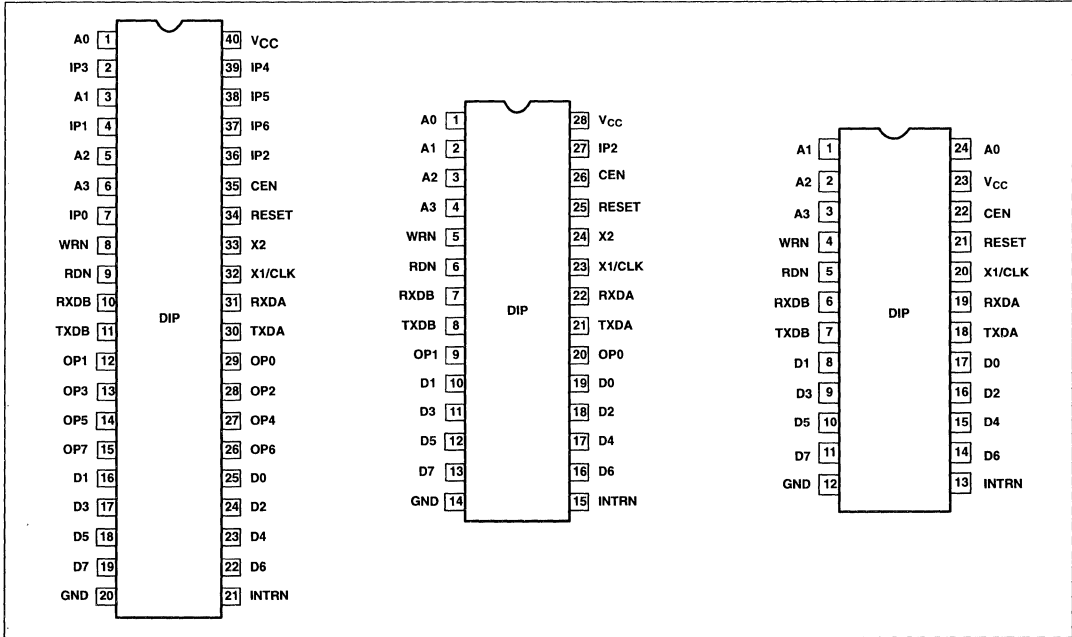 A0 1 40 VCC
IP3 2 39 IP4
A1 3 38 IP5
IP1 4 37 IP6
A2 5 36 IP2
A3 6 35 CEN
IP0 7 34 RESET
WRN 8 33 X2
RDN 9 32 X1/CLK
RXDB 10 31 RXDA
TXDB 11 30 TXDA
DIP
OP1 12 29 OP0
OP3 13 28 OP2
OP5 14 27 OP4
OP7 15 26 OP6
D1 16 25 D0
D3 17 24 D2
D5 18 23 D4
D7 19 22 D6
GND 20 21 INTRN
A0 1 28 VCC
A1 2 27 IP2
A2 3 26 CEN
A3 4 25 RESET
WRN 5 24 X2
RDN 6 23 X1/CLK
RXDB 7 22 RXDA
DIP
TXDB 8 21 TXDA
OP1 9 20 OP0
D1 10 19 D0
D3 11 18 D2
D5 12 17 D4
D7 13 16 D6
GND 14 15 INTRN
A1 1 24 A0
A2 2 23 VCC
A3 3 22 CEN
WRN 4 21 RESET
RDN 5 20 X1/CLK
RXDB 6 19 RXDA
DIP
TXDB 7 18 TXDA
D1 8 17 D0
D3 9 16 D2
D5 10 15 D4
D7 11 14 D6
GND 12 13 INTRN